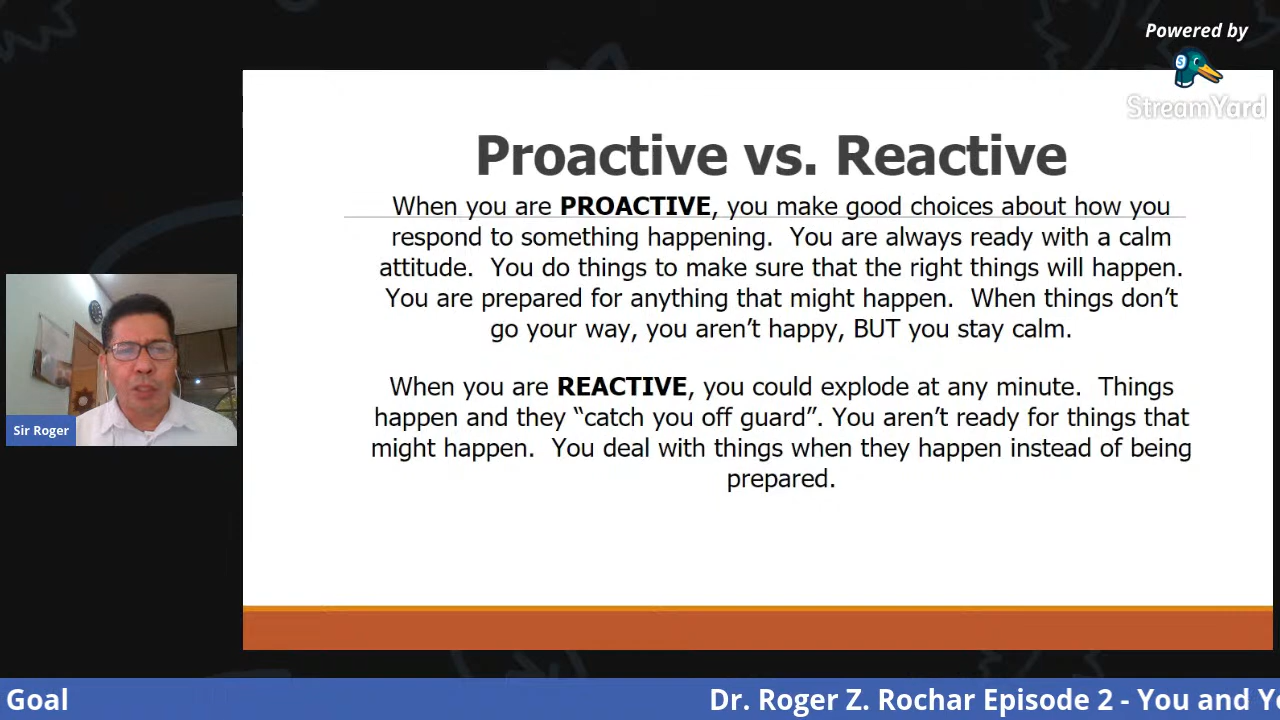 Powered by
StreamYard
Proactive vs. Reactive
When you are PROACTIVE, you make good choices about how you
respond to something happening.  You are always ready with a calm
attitude.  You do things to make sure that the right things will happen.
You are prepared for anything that might happen.  When things don’t
go your way, you aren’t happy, BUT you stay calm.
When you are REACTIVE, you could explode at any minute.  Things
happen and they “catch you off guard”. You aren’t ready for things that
might happen.  You deal with things when they happen instead of being
prepared.
Sir Roger
Goal
Dr. Roger Z. Rochar Episode 2 - You and